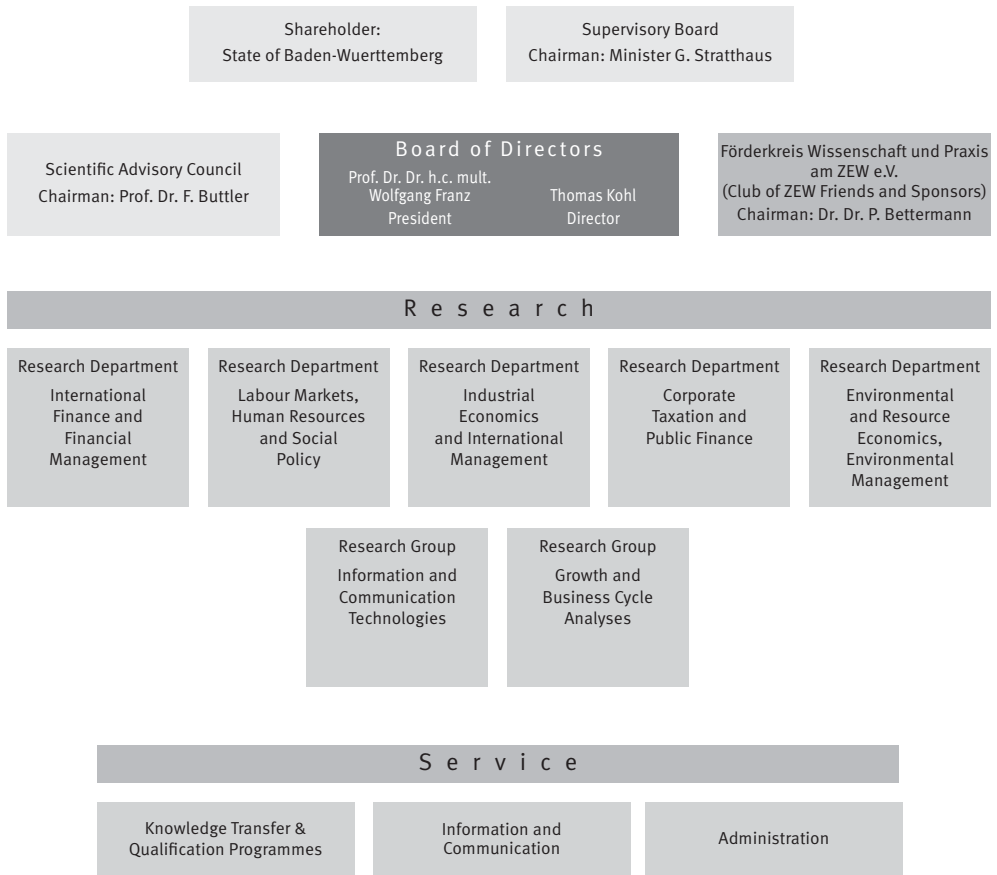 Shareholder:
State of Baden-Wuerttemberg
Supervisory Board
Chairman: Minister G. Stratthaus
Scientific Advisory Council
Chairman: Prof. Dr. F. Buttler
Board of Directors
Prof. Dr. Dr. h.c. mult.
Wolfgang Franz
President
Thomas Kohl
Director
Förderkreis Wissenschaft und Praxis
am ZEW e.V.
(Club of ZEW Friends and Sponsors)
Chairman: Dr. Dr. P. Bettermann
Research
Research Department
International
Finance and
Financial
Management
Research Department
Labour Markets,
Human Resources
and Social
Policy
Research Department
Industrial
Economics
and International
Management
Research Department
Corporate
Taxation and
Public Finance
Research Department
Environmental
and Resource
Economics,
Environmental
Management
Research Group
Information and
Communication
Technologies
Research Group
Growth and
Business Cycle
Analyses
Service
Knowledge Transfer &
Qualification Programmes
Information and
Communication
Administration